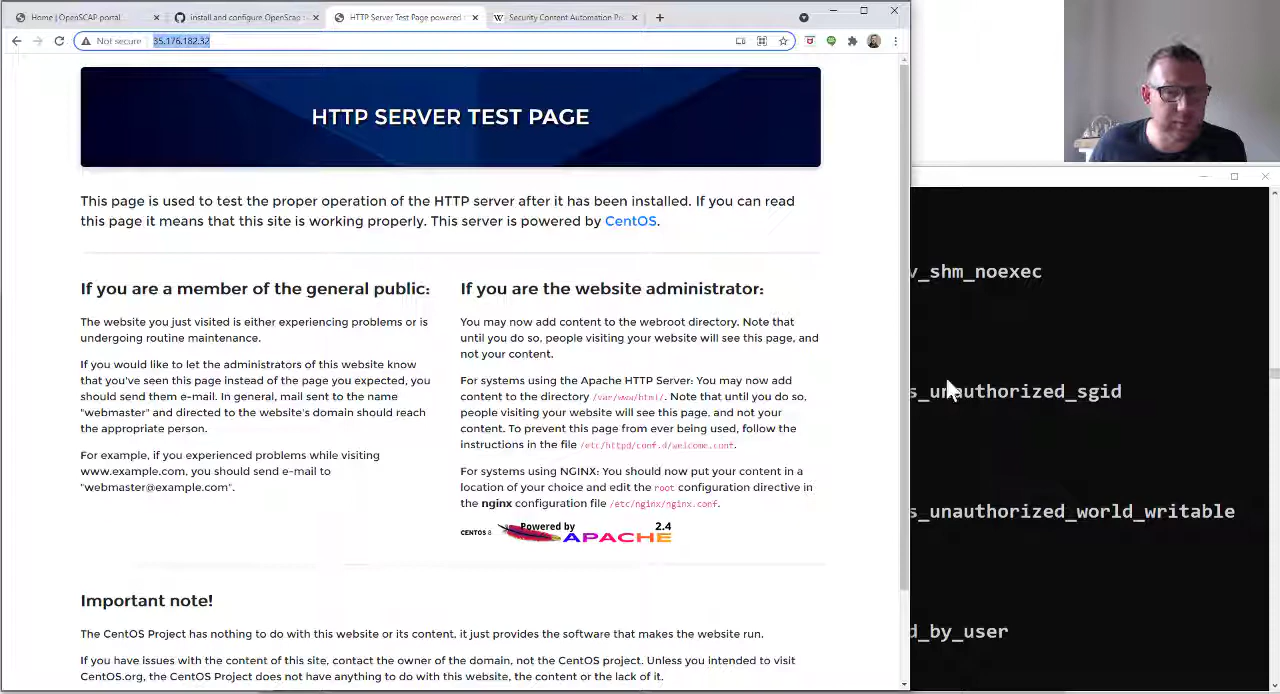 Home | OpenSCAP portal
install and configure OpenScap
HTTP Server Test Page powered
Security Content Automation Pr
Not secure
35.176.182.32
HTTP SERVER TEST PAGE
This page is used to test the proper operation of the HTTP server after it has been installed. If you can read
this page it means that this site is working properly. This server is powered by CentOS.
If you are a member of the general public:
The website you just visited is either experiencing problems or is
undergoing routine maintenance.
If you would like to let the administrators of this website know
that you've seen this page instead of the page you expected, you
should send them e-mail. In general, mail sent to the name
"webmaster" and directed to the website's domain should reach
the appropriate person.
For example, if you experienced problems while visiting
www.example.com, you should send e-mail to
"webmaster@example.com".
If you are the website administrator:
You may now add content to the webroot directory. Note that
until you do so, people visiting your website will see this page, and
not your content.
For systems using the Apache HTTP Server: You may now add
content to the directory /var/www/html/. Note that until you do so,
people visiting your website will see this page, and not your
content. To prevent this page from ever being used, follow the
instructions in the file /etc/httpd/conf.d/welcome.conf.
For systems using NGINX: You should now put your content in a
location of your choice and edit the root configuration directive in
the nginx configuration file /etc/nginx/nginx.conf.
CENTOS 8
Powered by
2.4
APACHE
Important note!
The CentOS Project has nothing to do with this website or its content, it just provides the software that makes the website run.
If you have issues with the content of this site, contact the owner of the domain, not the CentOS project. Unless you intended to visit
CentOS.org, the CentOS Project does not have anything to do with this website, the content or the lack of it.
v_shm_noexec
s_unauthorized_sgid
s_unauthorized_world_writable
d_by_user